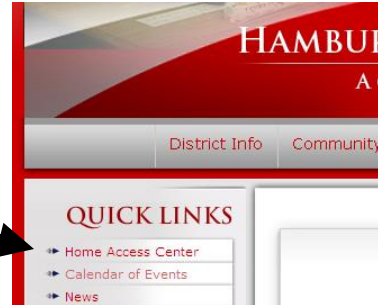 HAMBU
A
District Info Community
QUICK LINKS
Home Access Center
Calendar of Events
News